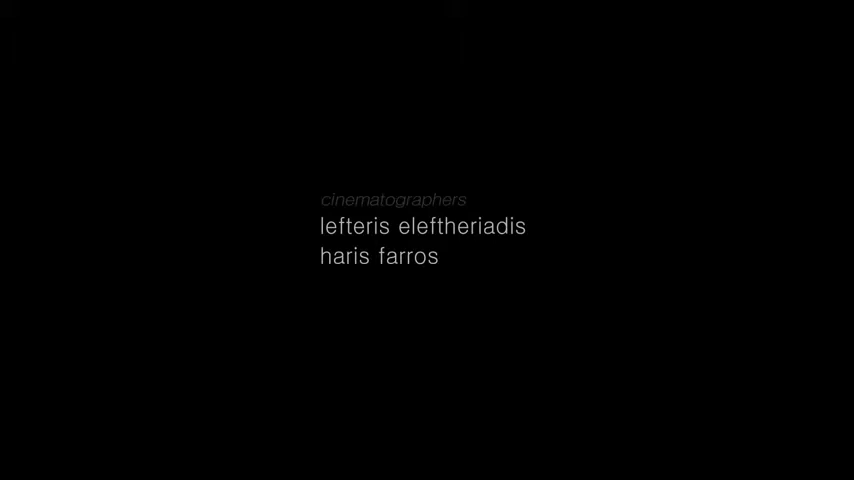 cinematographers
lefteris eleftheriadis
haris farros